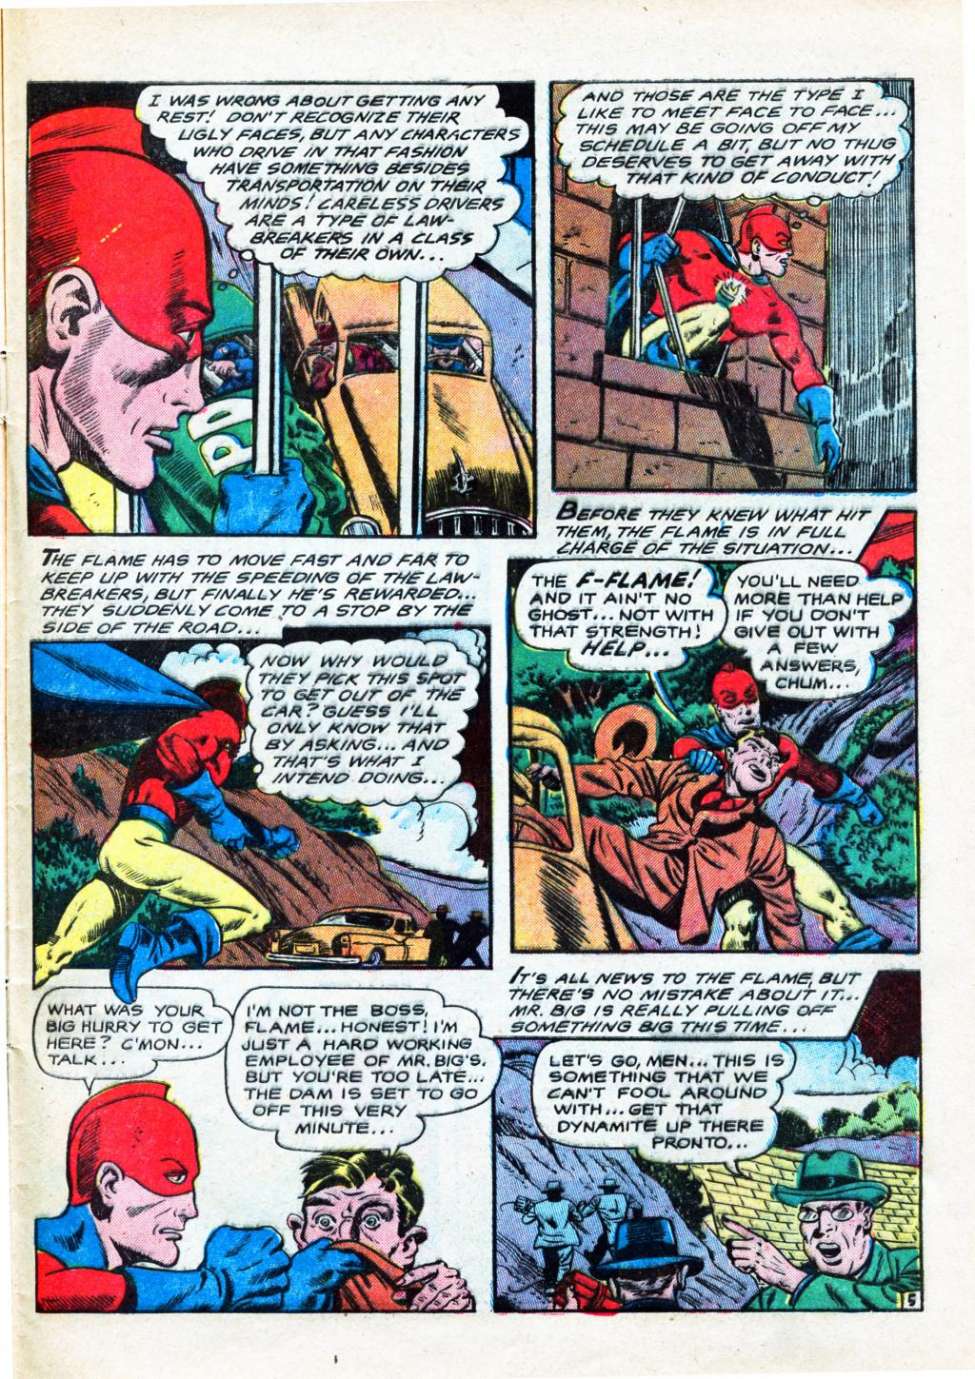 I WAS WRONG ABOUT GETTING ANY
REST! DON'T RECOGNIZE THEIR
UGLY FACES, BUT ANY CHARACTERS
WHO DRIVE IN THAT FASHION
HAVE SOMETHING BESIDES
TRANSPORTATION ON THEIR
MINDS! CARELESS DRIVERS
ARE A TYPE OF LAW-
BREAKERS IN A CLASS
OF THEIR OWN...
PD
AND THOSE ARE THE TYPE I
LIKE TO MEET FACE TO FACE...
THIS MAY BE GOING OFF MY
SCHEDULE A BIT, BUT NO THUG
DESERVES TO GET AWAY WITH
THAT KIND OF CONDUCT!
THE FLAME HAS TO MOVE FAST AND FAR TO
KEEP UP WITH THE SPEEDING OF THE LAW-
BREAKERS, BUT FINALLY HE'S REWARDED...
THEY SUDDENLY COME TO A STOP BY THE
SIDE OF THE ROAD...
NOW WHY WOULD
THEY PICK THIS SPOT
TO GET OUT OF THE
CAR? GUESS I'LL
ONLY KNOW THAT
BY ASKING... AND
THAT'S WHAT I
INTEND DOING...
BEFORE THEY KNEW WHAT HIT
THEM, THE FLAME IS IN FULL
CHARGE OF THE SITUATION...
THE F-FLAME!
AND IT AIN'T NO
GHOST... NOT WITH
THAT STRENGTH!
HELP...
YOU'LL NEED
MORE THAN HELP
IF YOU DON'T
GIVE OUT WITH
A FEW
ANSWERS,
CHUM...
WHAT WAS YOUR
BIG HURRY TO GET
HERE? C'MON...
TALK...
I'M NOT THE BOSS,
FLAME... HONEST! I'M
JUST A HARD WORKING
EMPLOYEE OF MR. BIG'S.
BUT YOU'RE TOO LATE...
THE DAM IS SET TO GO
OFF THIS VERY
MINUTE...
IT'S ALL NEWS TO THE FLAME, BUT
THERE'S NO MISTAKE ABOUT IT...
MR. BIG IS REALLY PULLING OFF
SOMETHING BIG THIS TIME...
LET'S GO, MEN... THIS IS
SOMETHING THAT WE
CAN'T FOOL AROUND
WITH... GET THAT
DYNAMITE UP THERE
PRONTO...
5